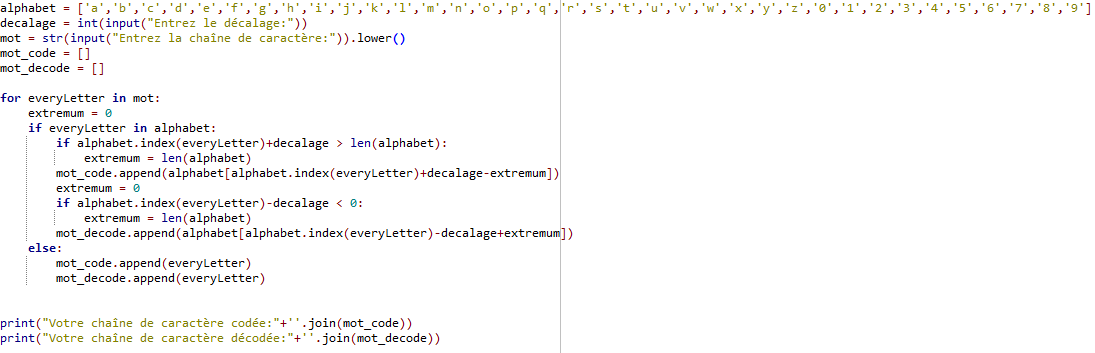 alphabet = ['a','b','c','d','e','f','g','h','i','j','k','l','m','n','o','p','q','r','s','t','u','v','w','x','y','z','0','1','2','3','4','5','6','7','8','9']
decalage = int(input("Entrez le décalage:"))
mot = str(input("Entrez la chaîne de caractère:")).lower()
mot_code = []
mot_decode = []
for everyLetter in mot:
    extremum = 0
    if everyLetter in alphabet:
        if alphabet.index(everyLetter)+decalage > len(alphabet):
            extremum = len(alphabet)
        mot_code.append(alphabet[alphabet.index(everyLetter)+decalage-extremum])
        extremum = 0
        if alphabet.index(everyLetter)-decalage < 0:
            extremum = len(alphabet)
        mot_decode.append(alphabet[alphabet.index(everyLetter)-decalage+extremum])
    else:
        mot_code.append(everyLetter)
        mot_decode.append(everyLetter)
print("Votre chaîne de caractère codée:"+''.join(mot_code))
print("Votre chaîne de caractère décodée:"+''.join(mot_decode))